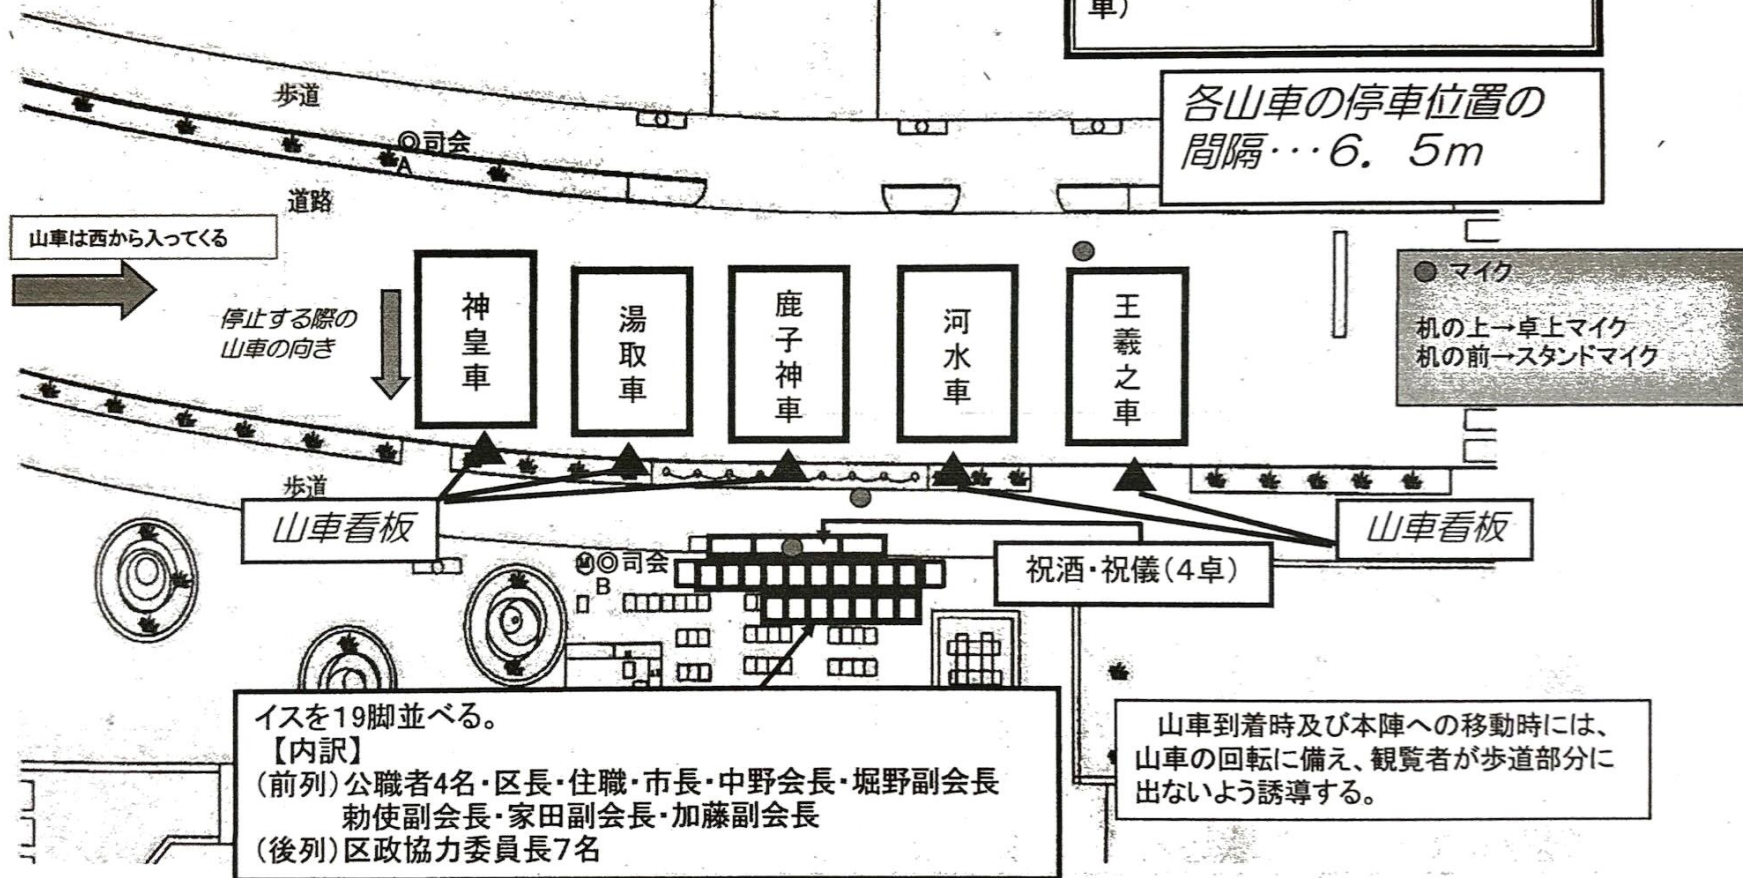 車）
各山車の停車位置の
間隔･･･６．５ｍ
歩道
◎司会
A
道路
山車は西から入ってくる
停止する際の
山車の向き
神皇車
湯取車
鹿子神車
河水車
王羲之車
● マイク
机の上→卓上マイク
机の前→スタンドマイク
歩道
山車看板
山車看板
Ⓜ◎司会
B
祝酒・祝儀（4卓）
イスを19脚並べる。
【内訳】
（前列）公職者4名・区長・住職・市長・中野会長・堀野副会長
勅使副会長・家田副会長・加藤副会長
（後列）区政協力委員長7名
山車到着時及び本陣への移動時には、
山車の回転に備え、観覧者が歩道部分に
出ないよう誘導する。